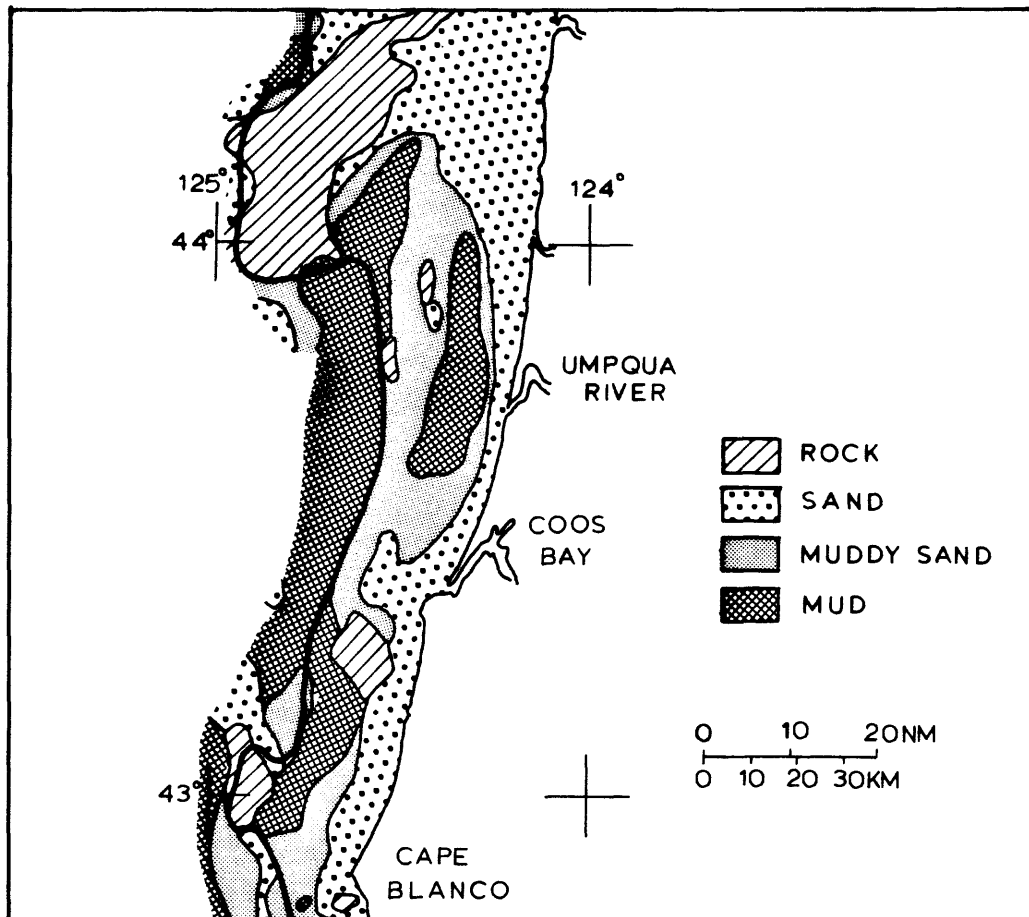 125°
124°
44°
UMPQUA
RIVER
ROCK
SAND
COOS
BAY
MUDDY SAND
MUD
0 10 20NM
0 10 20 30KM
43°
CAPE
BLANCO